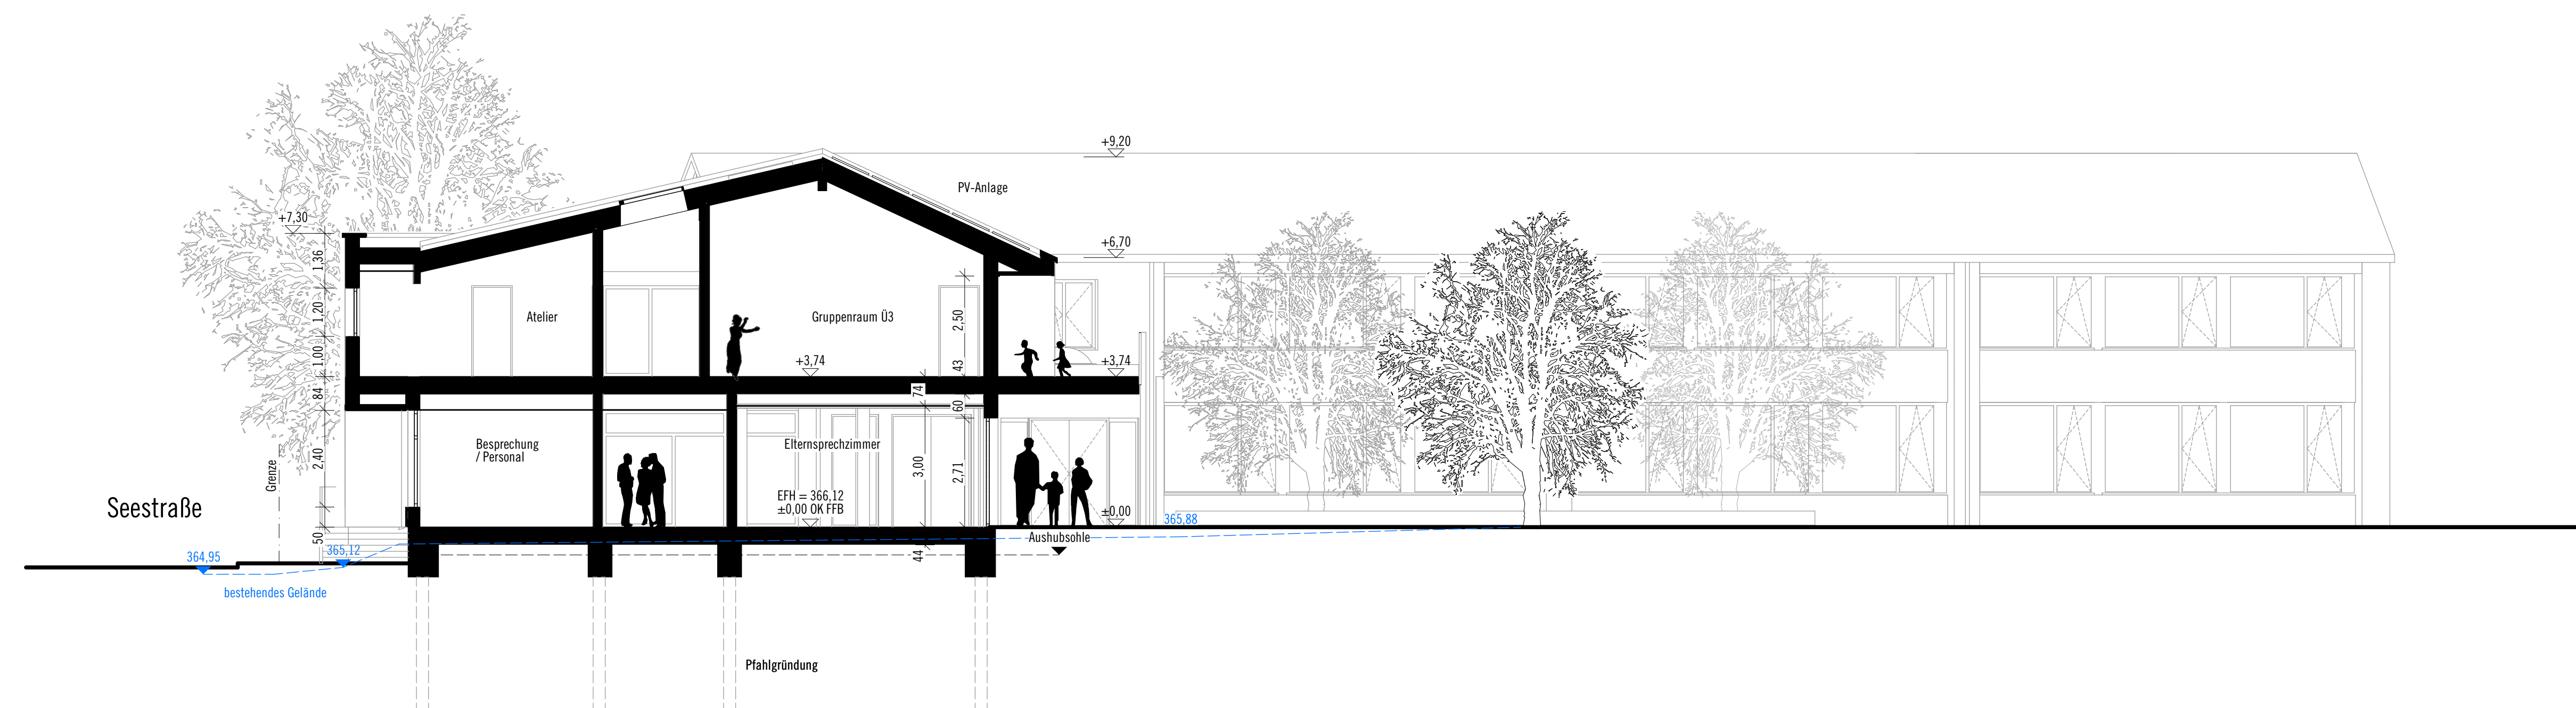 +9,20
PV-Anlage
+7,30
+6,70
1,36
1,20
1,00
84
2,40
50
Atelier
Gruppenraum Ü3
2,50
43
+3,74
+3,74
74
60
Besprechung
/ Personal
Elternsprechzimmer
3,00
2,71
EFH = 366,12
±0,00 OK FFB
±0,00
365,88
Grenze
Seestraße
Aushubsohle
44
364,95
365,12
bestehendes Gelände
Pfahlgründung